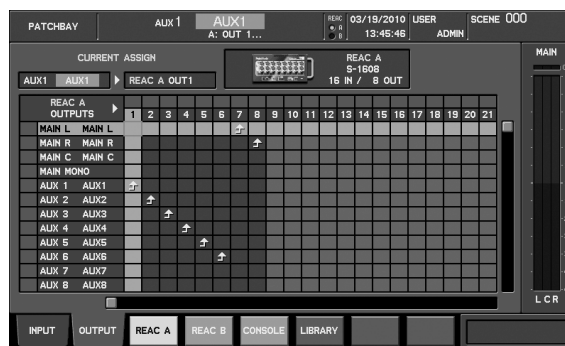 PATCHBAY
AUX 1
AUX1
A: OUT 1...
REAC
A
B
03/19/2010
13:45:46
USER
ADMIN
SCENE 000
CURRENT ASSIGN
AUX1 AUX1
REAC A OUT1
REAC A
S-1608
16 IN / 8 OUT
MAIN
REAC A
OUTPUTS
1 2 3 4 5 6 7 8 9 10 11 12 13 14 15 16 17 18 19 20 21
MAIN L MAIN L
MAIN R MAIN R
MAIN C MAIN C
MAIN MONO
AUX 1 AUX1
AUX 2 AUX2
AUX 3 AUX3
AUX 4 AUX4
AUX 5 AUX5
AUX 6 AUX6
AUX 7 AUX7
AUX 8 AUX8
L C R
INPUT OUTPUT REAC A REAC B CONSOLE LIBRARY